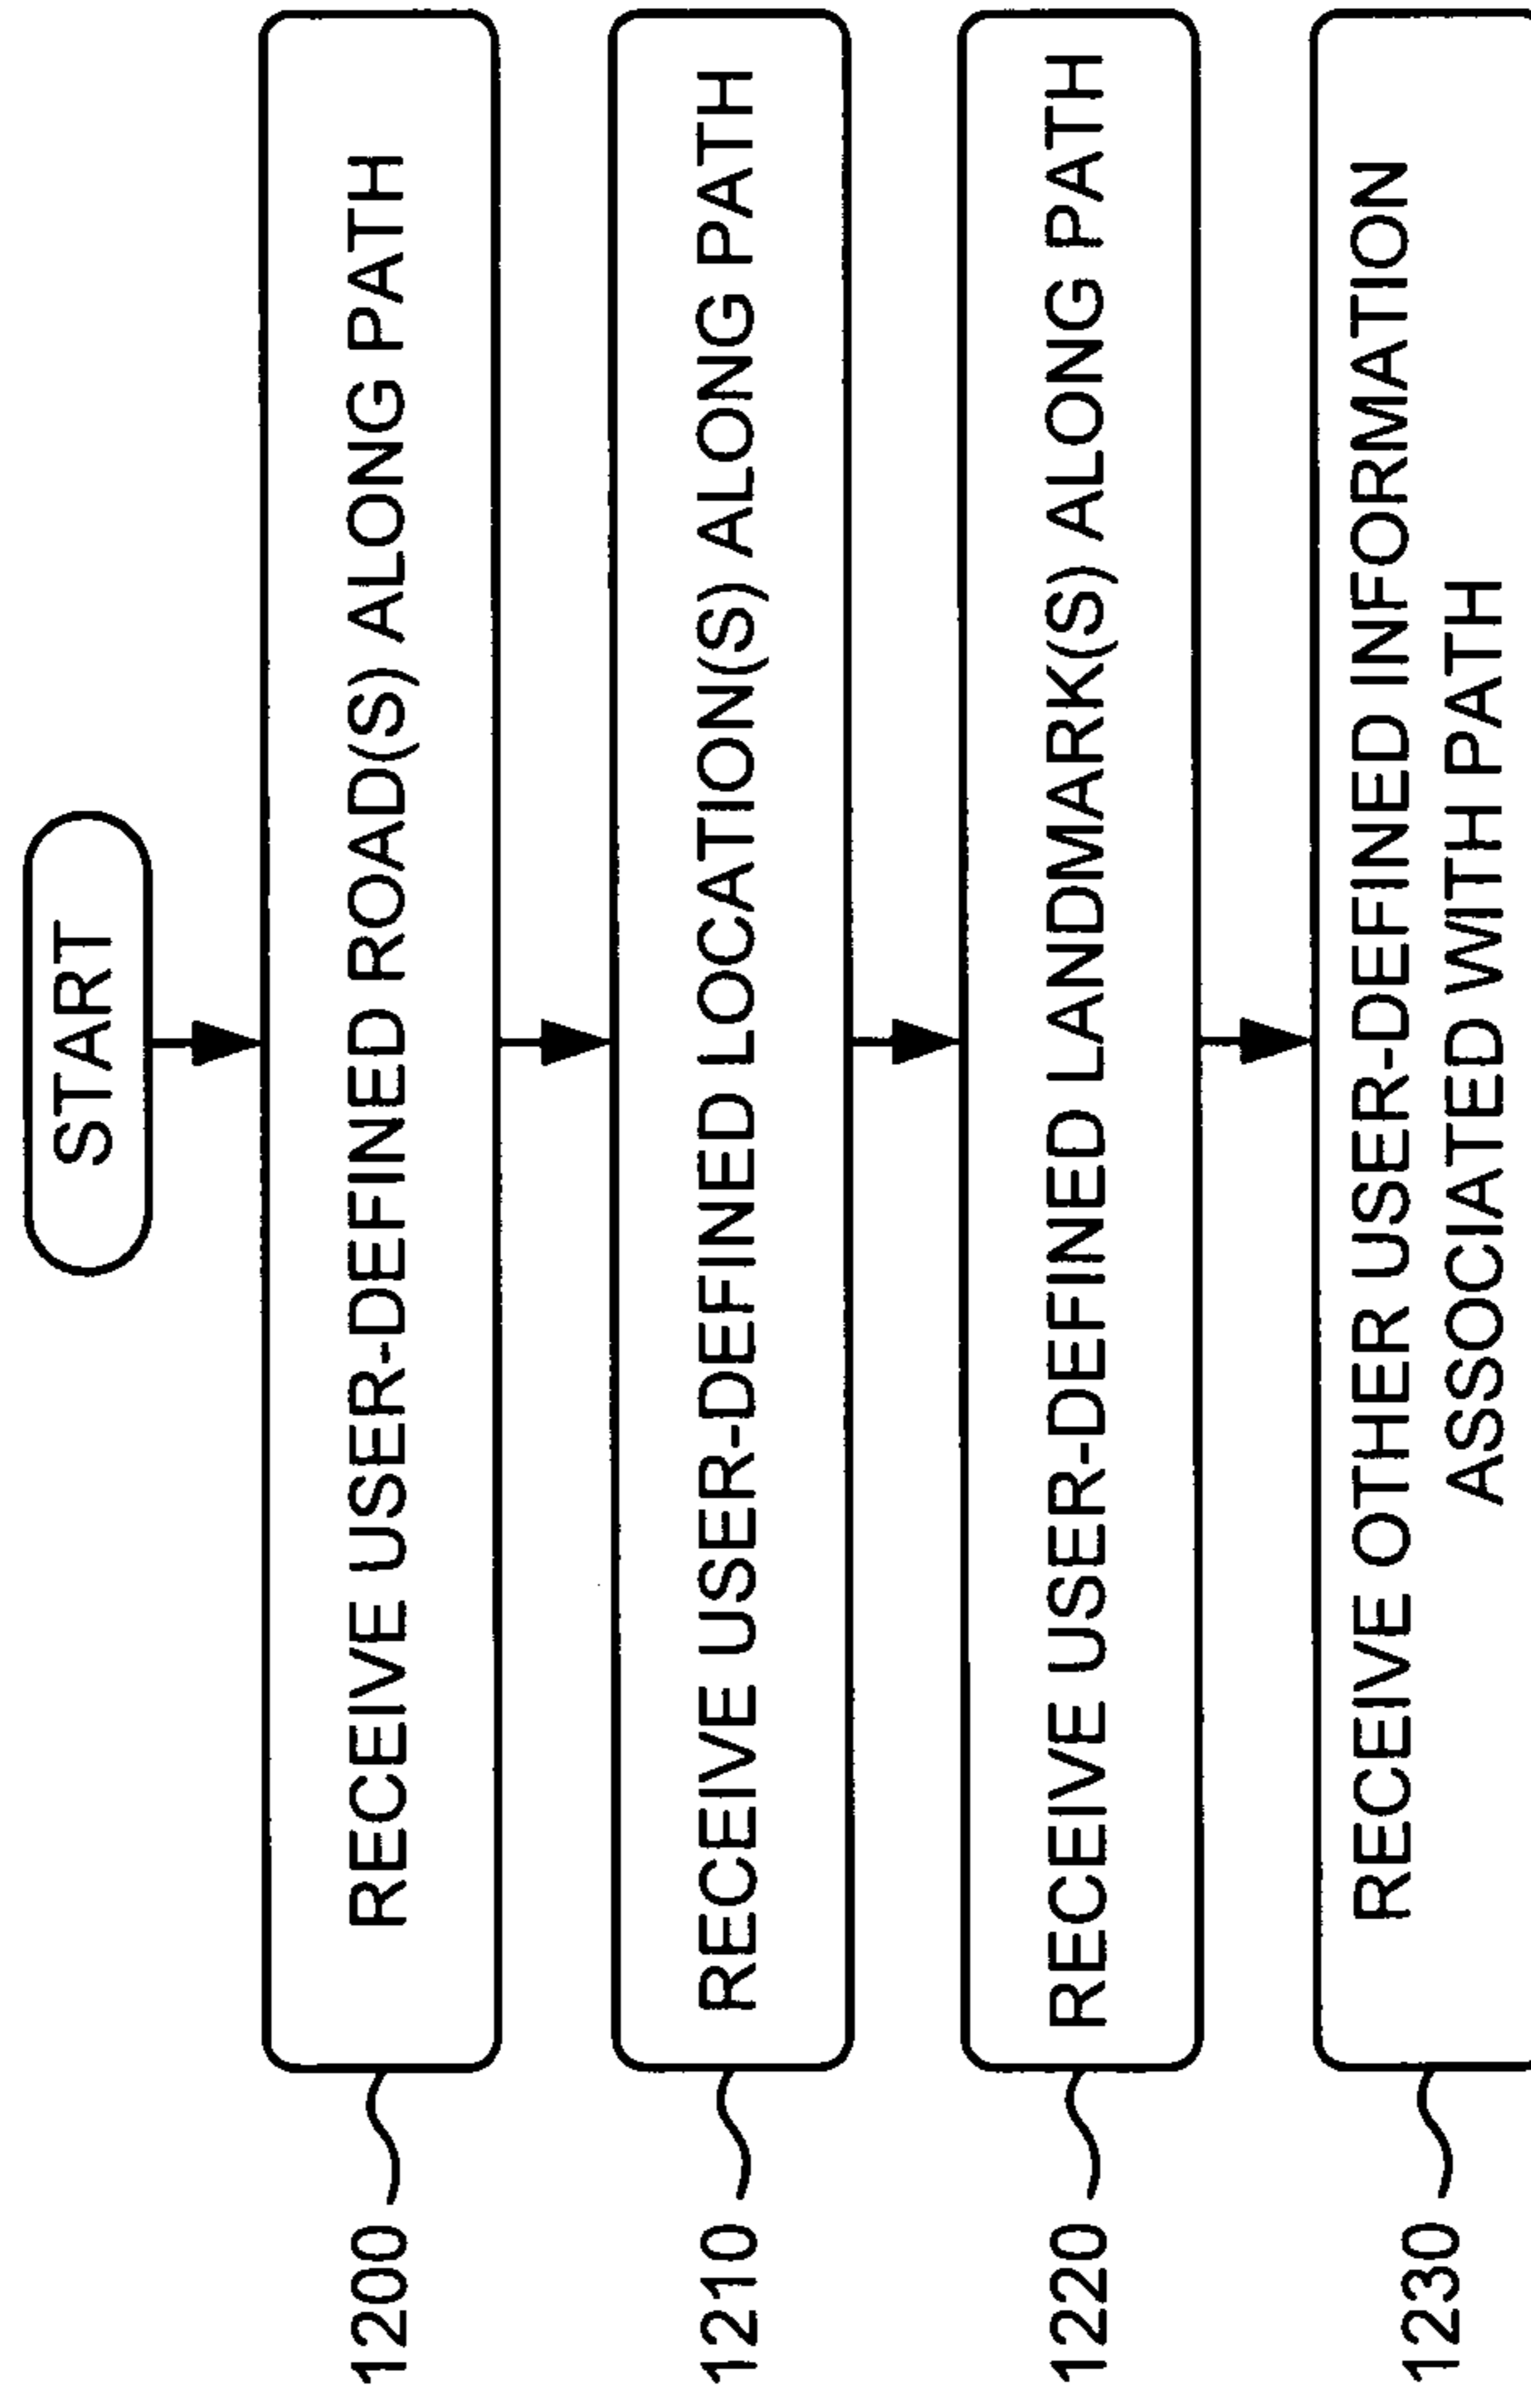 START
1200
RECEIVE USER-DEFINED ROAD(S) ALONG PATH
1210
RECEIVE USER-DEFINED LOCATION(S) ALONG PATH
1220
RECEIVE USER-DEFINED LANDMARK(S) ALONG PATH
1230
RECEIVE OTHER USER-DEFINED INFORMATION
ASSOCIATED WITH PATH